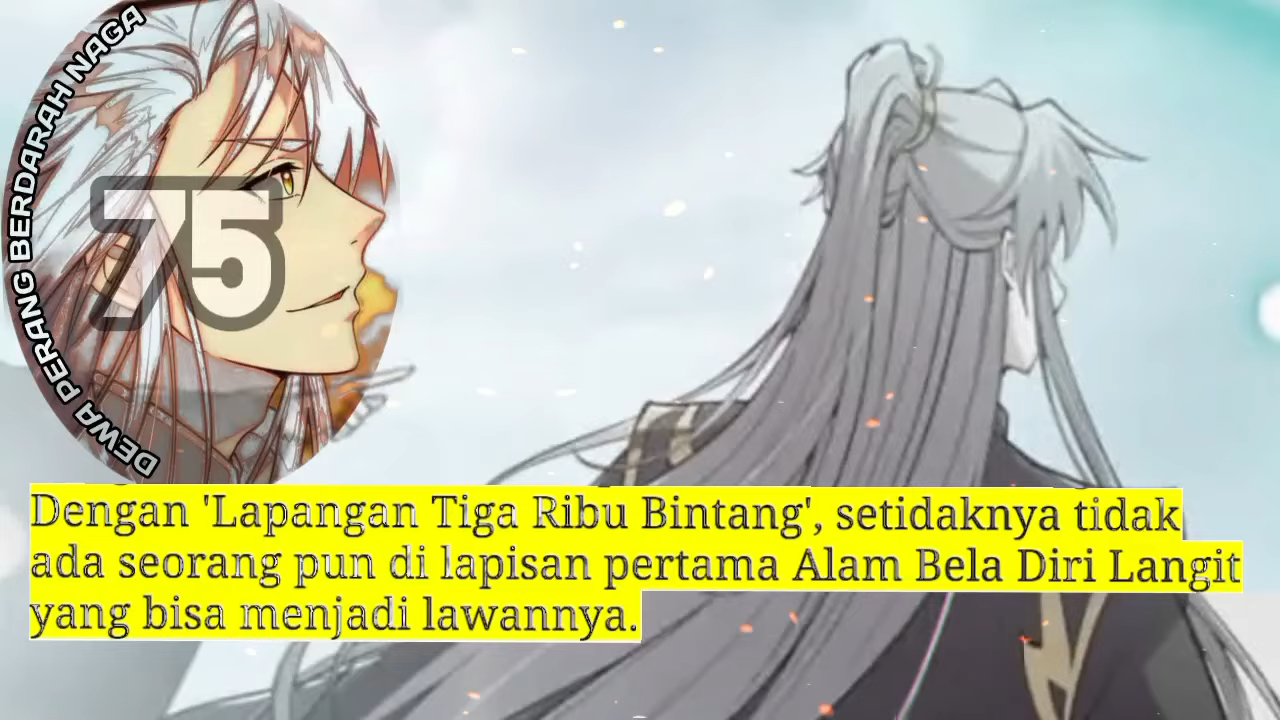 DEWA PERANG BERDARAH NAGA
75
Dengan 'Lapangan Tiga Ribu Bintang', setidaknya tidak
ada seorang pun di lapisan pertama Alam Bela Diri Langit
yang bisa menjadi lawannya.